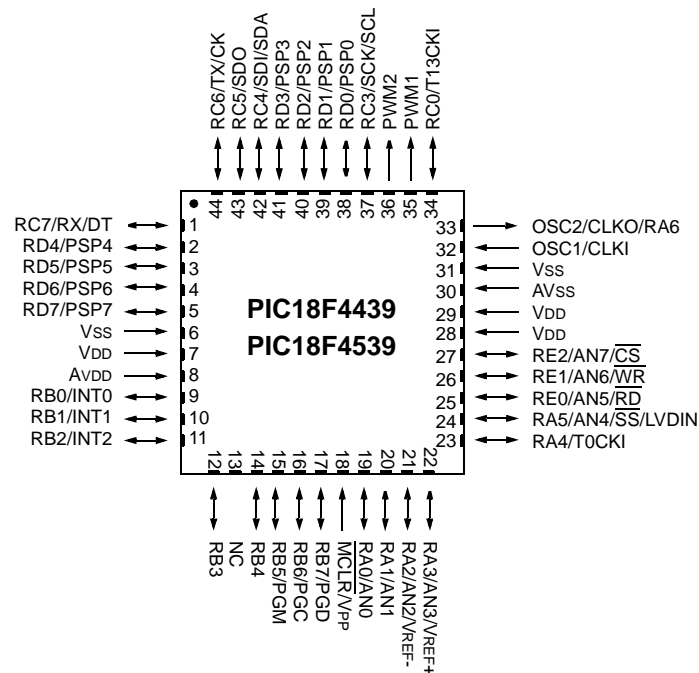 RC6/TX/CK
RC5/SDO
RC4/SDI/SDA
RD3/PSP3
RD2/PSP2
RD1/PSP1
RD0/PSP0
RC3/SCK/SCL
PWM2
PWM1
RC0/T13CKI
44
43
42
41
40
39
38
37
36
35
34
RC7/RX/DT 1
RD4/PSP4 2
RD5/PSP5 3
RD6/PSP6 4
RD7/PSP7 5
VSS 6
VDD 7
AVDD 8
RB0/INT0 9
RB1/INT1 10
RB2/INT2 11
PIC18F4439
PIC18F4539
33 OSC2/CLKO/RA6
32 OSC1/CLKI
31 VSS
30 AVSS
29 VDD
28 VDD
27 RE2/AN7/C̅S̅
26 RE1/AN6/W̅R̅
25 RE0/AN5/R̅D̅
24 RA5/AN4/S̅S̅/LVDIN
23 RA4/T0CKI
12
13
14
15
16
17
18
19
20
21
22
RB3
NC
RB4
RB5/PGM
RB6/PGC
RB7/PGD
M̅C̅L̅R̅/VPP
RA0/AN0
RA1/AN1
RA2/AN2/VREF-
RA3/AN3/VREF+